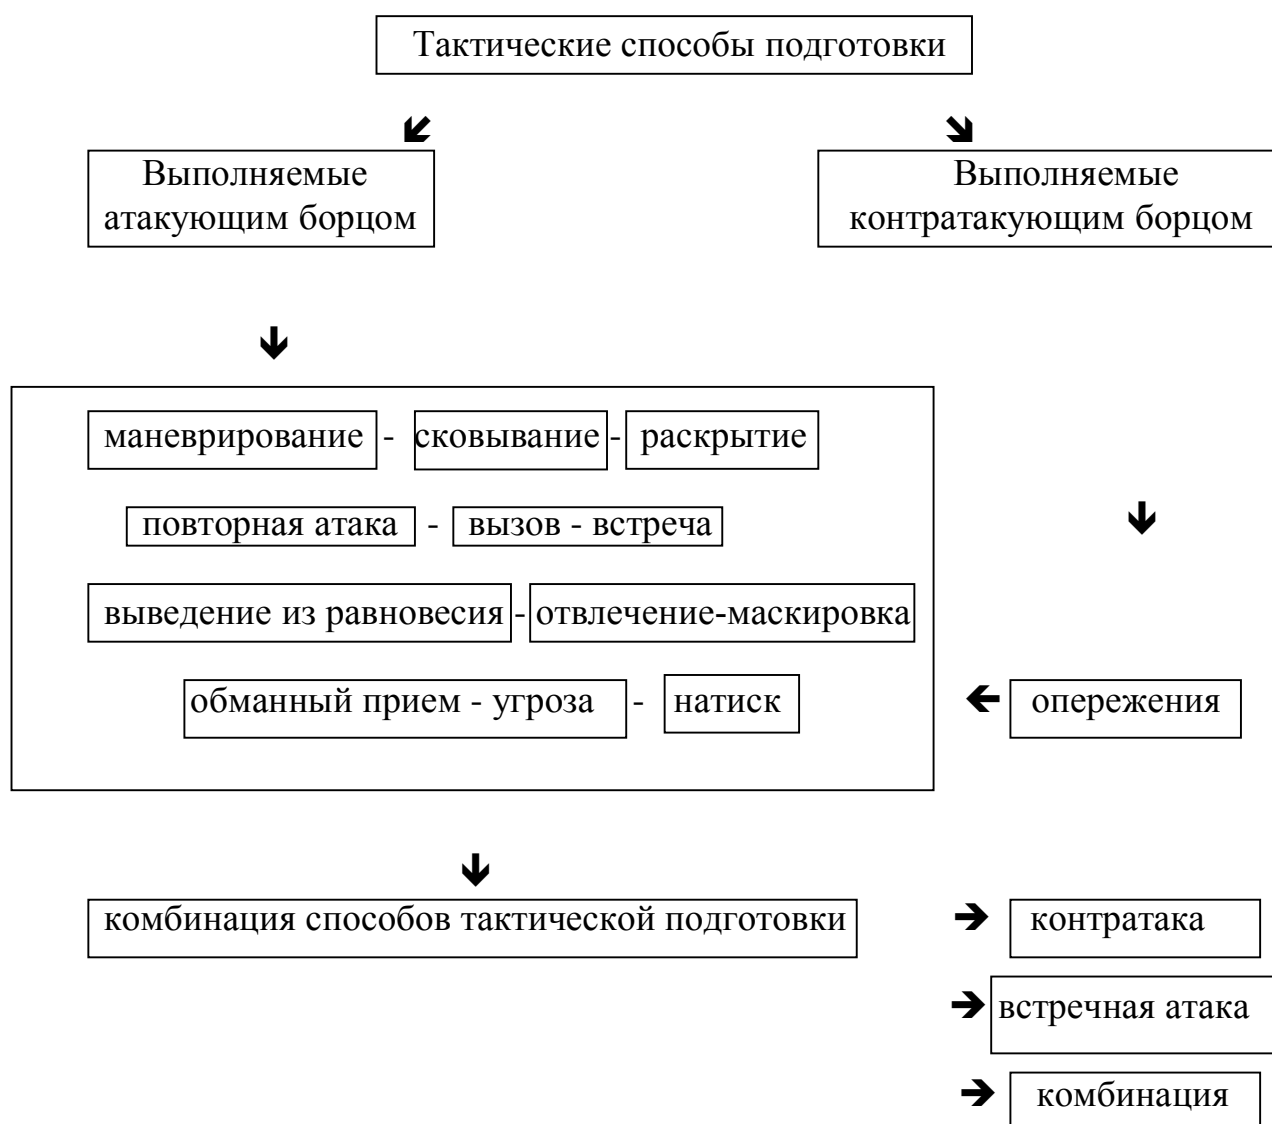 Тактические способы подготовки
Выполняемые
атакующим борцом
Выполняемые
контратакующим борцом
маневрирование - сковывание - раскрытие
повторная атака - вызов - встреча
выведение из равновесия - отвлечение-маскировка
обманный прием - угроза - натиск
опережения
комбинация способов тактической подготовки
контратака
встречная атака
комбинация